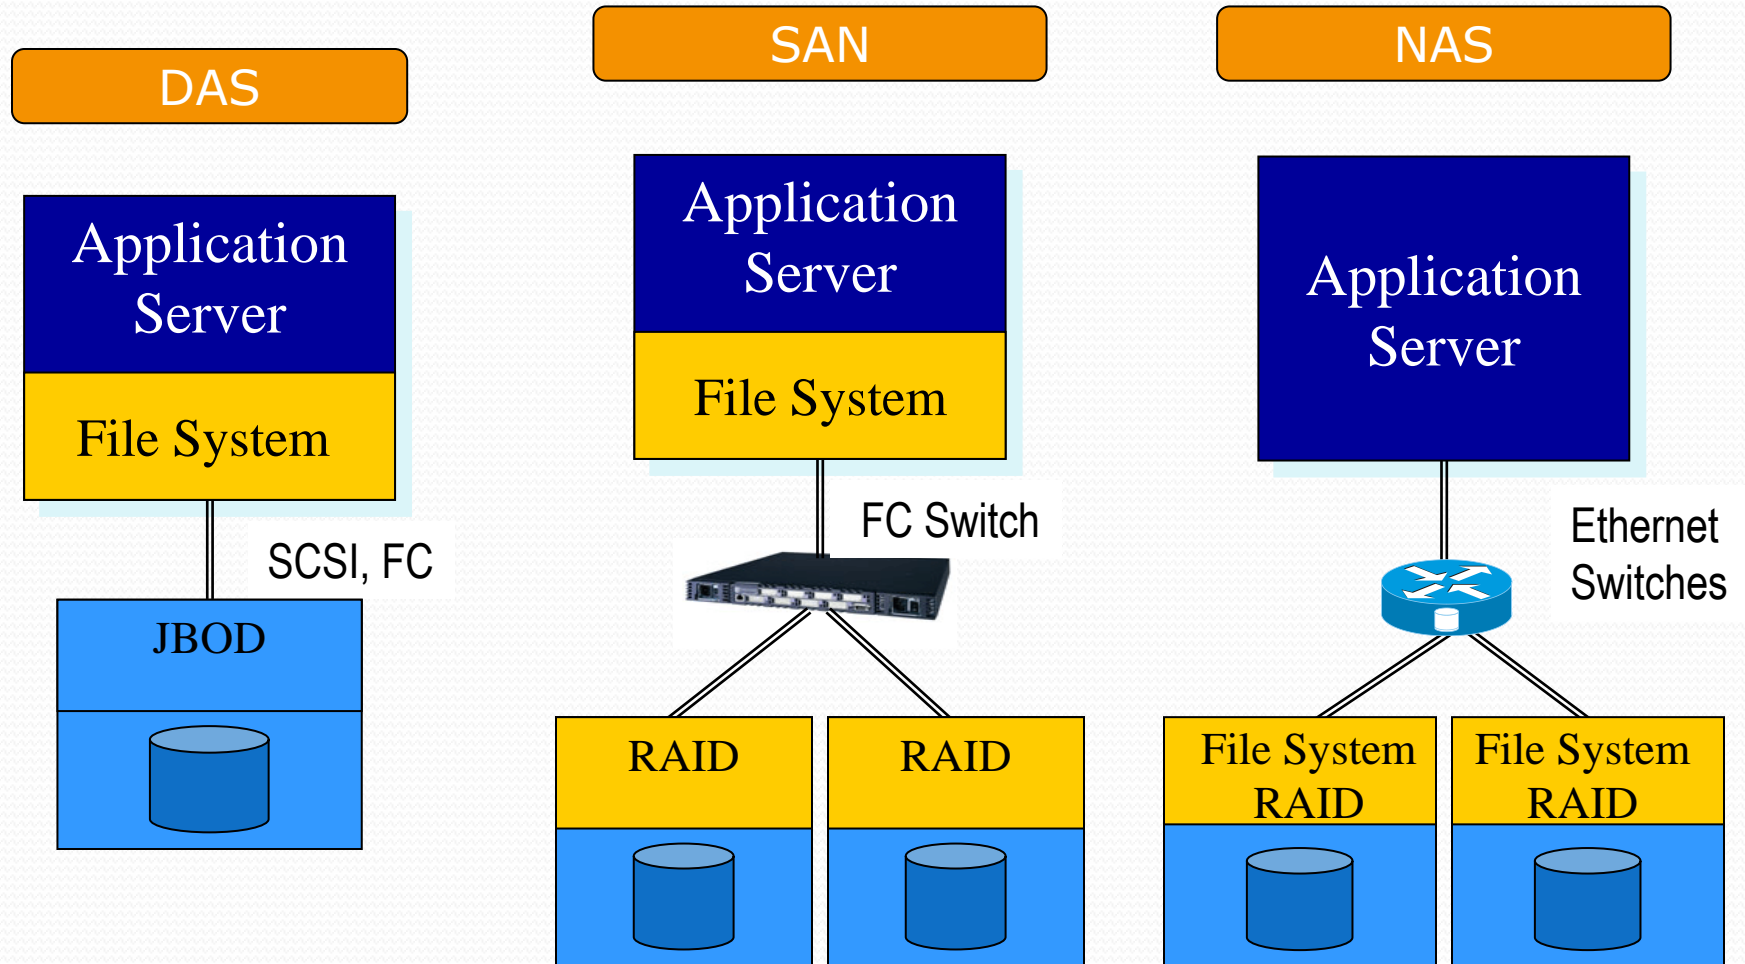 DAS
Application
Server
File System
SCSI, FC
JBOD
SAN
Application
Server
File System
FC Switch
RAID
RAID
NAS
Application
Server
Ethernet
Switches
File System
RAID
File System
RAID